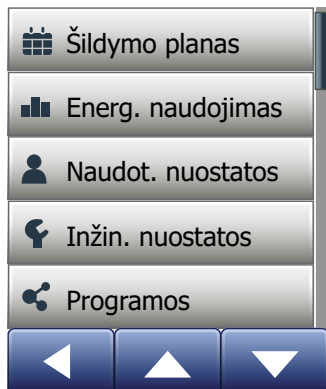 Šildymo planas
Energ. naudojimas
Naudot. nuostatos
Inžin. nuostatos
Programos